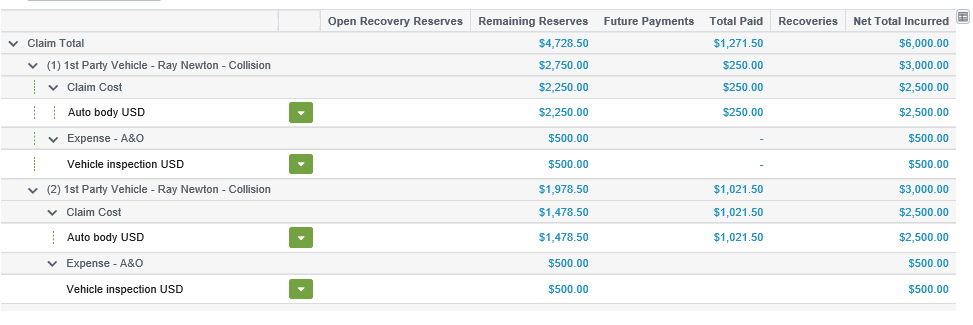 Open Recovery Reserves Remaining Reserves Future Payments Total Paid Recoveries Net Total Incurred
Claim Total $4,728.50 $1,271.50 $6,000.00
(1) 1st Party Vehicle - Ray Newton - Collision $2,750.00 $250.00 $3,000.00
Claim Cost $2,250.00 $250.00 $2,500.00
Auto body USD $2,250.00 $250.00 $2,500.00
Expense - A&O $500.00 - $500.00
Vehicle inspection USD $500.00 - $500.00
(2) 1st Party Vehicle - Ray Newton - Collision $1,978.50 $1,021.50 $3,000.00
Claim Cost $1,478.50 $1,021.50 $2,500.00
Auto body USD $1,478.50 $1,021.50 $2,500.00
Expense - A&O $500.00 $500.00
Vehicle inspection USD $500.00 $500.00